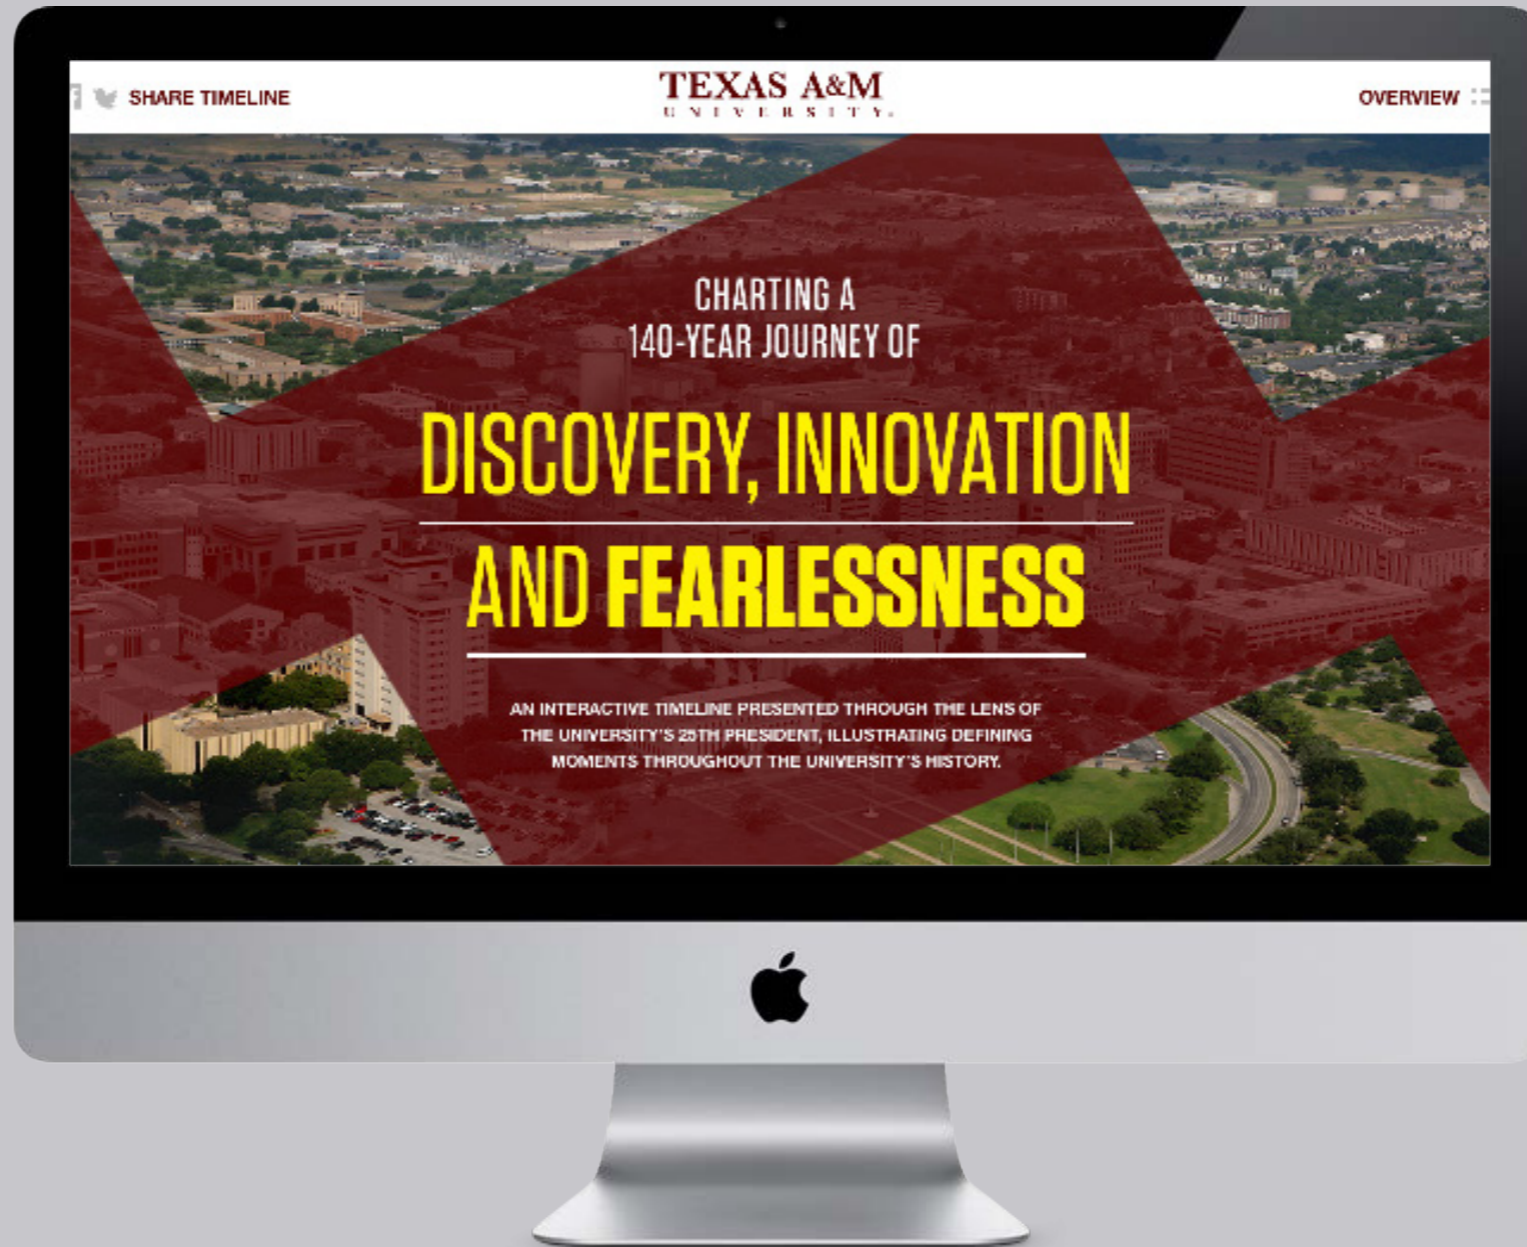 SHARE TIMELINE
TEXAS A&M
UNIVERSITY.
OVERVIEW
CHARTING A
140-YEAR JOURNEY OF
DISCOVERY, INNOVATION
AND FEARLESSNESS
AN INTERACTIVE TIMELINE PRESENTED THROUGH THE LENS OF
THE UNIVERSITY'S 25TH PRESIDENT, ILLUSTRATING DEFINING
MOMENTS THROUGHOUT THE UNIVERSITY'S HISTORY.